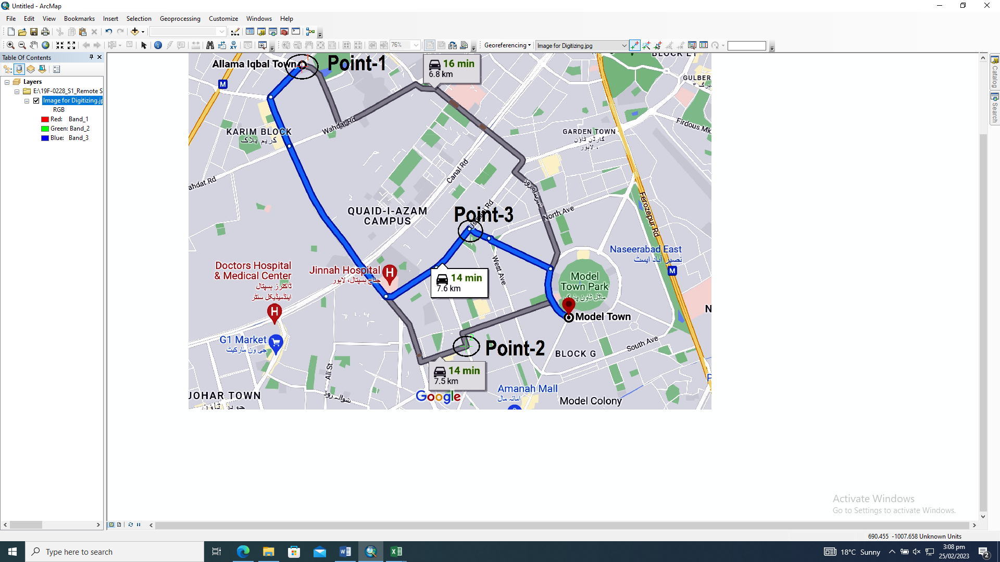 Untitled - ArcMap
File Edit View Bookmarks Insert Selection Geoprocessing Customize Windows Help
76%
Georeferencing
Image for Digitizing.jpg
Table Of Contents
Layers
E:\19F-0228_S1_Remote S
Image for Digitizing.jp
RGB
Red: Band_1
Green: Band_2
Blue: Band_3
Catalog
Search
Allama Iqbal Town
Point-1
16 min
6.8 km
M
GULBER
Wahdat Rd
KARIM BLOCK
کریم بلاک
GARDEN TOWN
گارڈن ٹاؤن
، لاہور
Firdous Mk
Canal Rd
ahdat Rd
Ferozepur Rd
North Ave
QUAID-I-AZAM
CAMPUS
Point-3
Naseerabad East
نصیر آباد ایسٹ
M
Doctors Hospital
& Medical Center
ڈاکٹرز ہسپتال
اینڈمیڈیکل سنٹر
H
Jinnah Hospital
جناح ہسپتال، لاہور
H
West Ave
14 min
7.6 km
Model
Town Park
ماڈل ٹاؤن پارک
N
Model Town
G1 Market
جی ون مارکیٹ
Point-2
BLOCK G
South Ave
Ali St
14 min
7.5 km
Amanah Mall
امانہ مال
JOHAR TOWN
شوالہ روڈ
Google
Model Colony
Activate Windows
Go to Settings to activate Windows.
690.455 -1007.658 Unknown Units
Type here to search
18°C Sunny
3:08 pm
25/02/2023
2